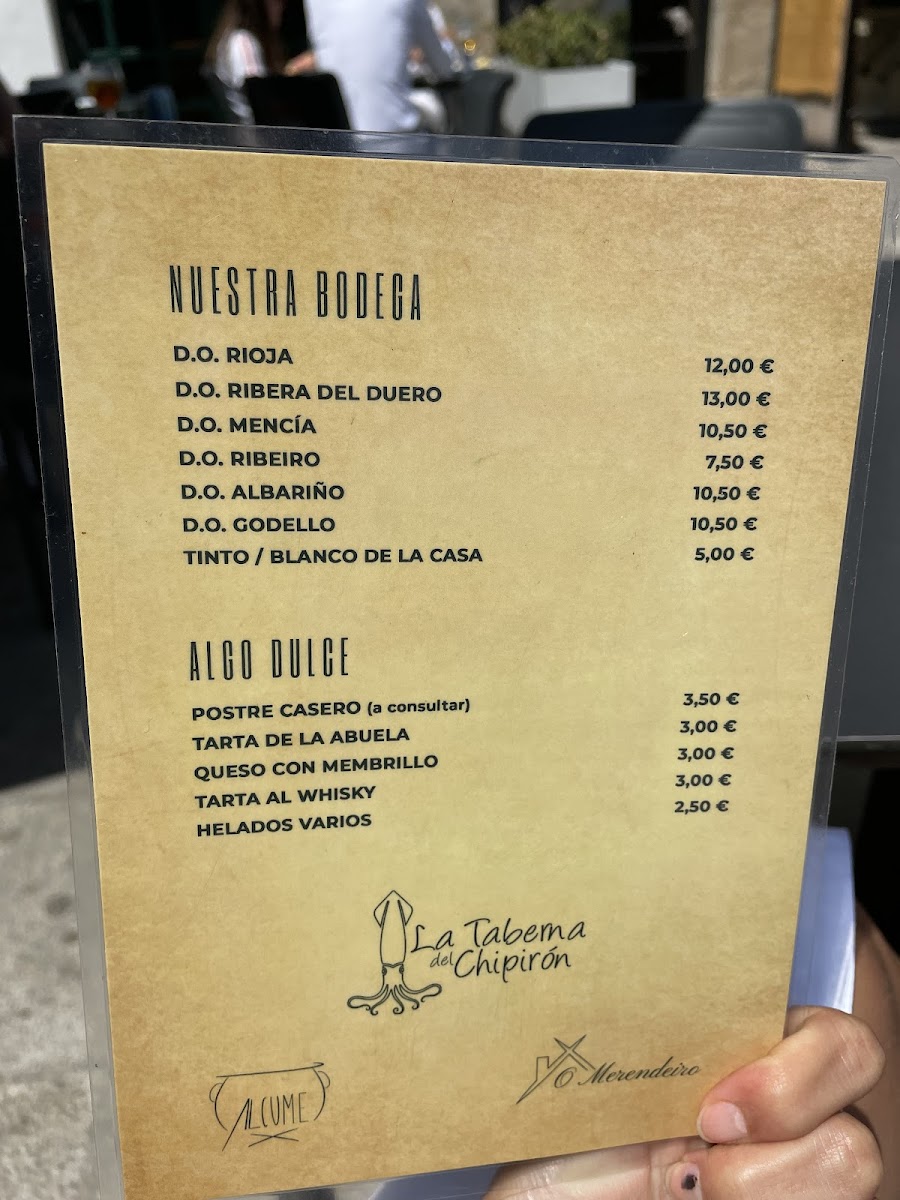 NUESTRA BODEGA
D.O. RIOJA 12,00 €
D.O. RIBERA DEL DUERO 13,00 €
D.O. MENCÍA 10,50 €
D.O. RIBEIRO 7,50 €
D.O. ALBARIÑO 10,50 €
D.O. GODELLO 10,50 €
TINTO / BLANCO DE LA CASA 5,00 €
ALGO DULCE
POSTRE CASERO (a consultar) 3,50 €
TARTA DE LA ABUELA 3,00 €
QUESO CON MEMBRILLO 3,00 €
TARTA AL WHISKY 3,00 €
HELADOS VARIOS 2,50 €
La Taberna
del Chipirón
O Merendeiro
ALCUME